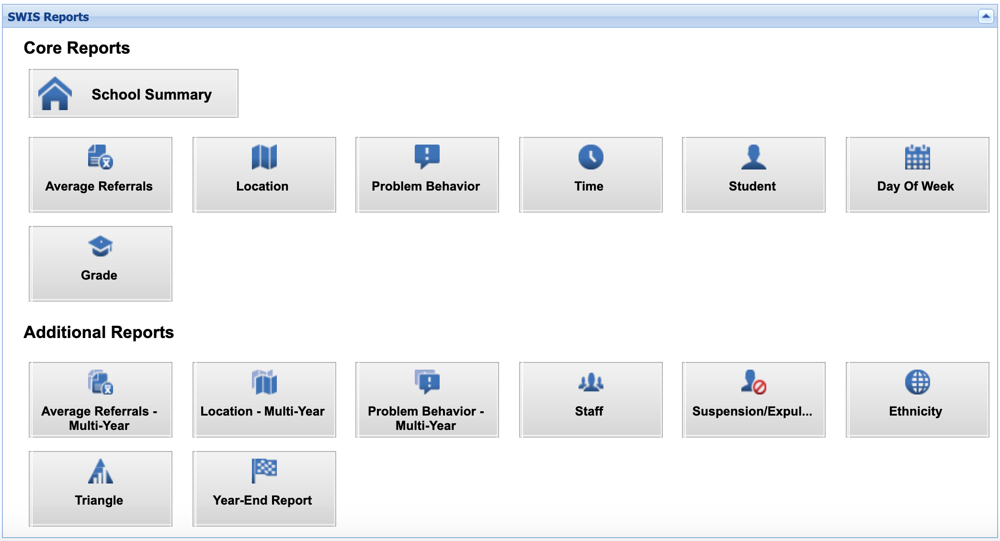 SWIS Reports
Core Reports
School Summary
Average Referrals
Location
Problem Behavior
Time
Student
Day Of Week
Grade
Additional Reports
Average Referrals -
Multi-Year
Location - Multi-Year
Problem Behavior -
Multi-Year
Staff
Suspension/Expul...
Ethnicity
Triangle
Year-End Report